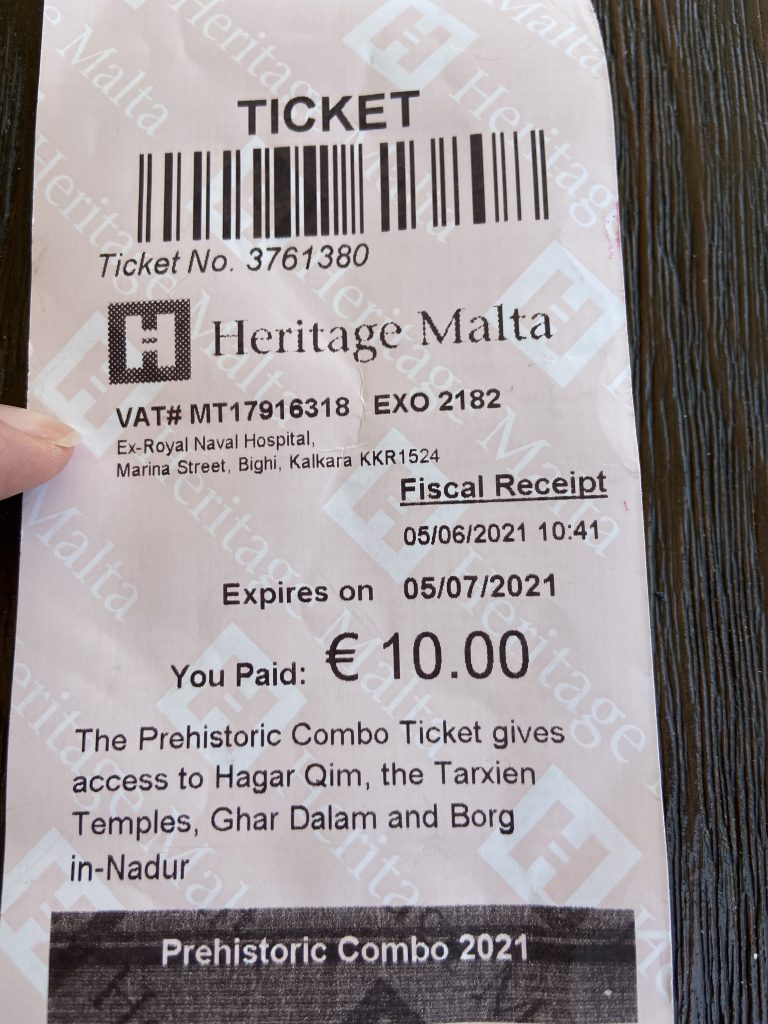 TICKET
Ticket No. 3761380
Heritage Malta
VAT# MT17916318 EXO 2182
Ex-Royal Naval Hospital,
Marina Street, Bighi, Kalkara KKR1524
Fiscal Receipt
05/06/2021 10:41
Expires on 05/07/2021
You Paid: € 10.00
The Prehistoric Combo Ticket gives
access to Hagar Qim, the Tarxien
Temples, Ghar Dalam and Borg
in-Nadur
Prehistoric Combo 2021